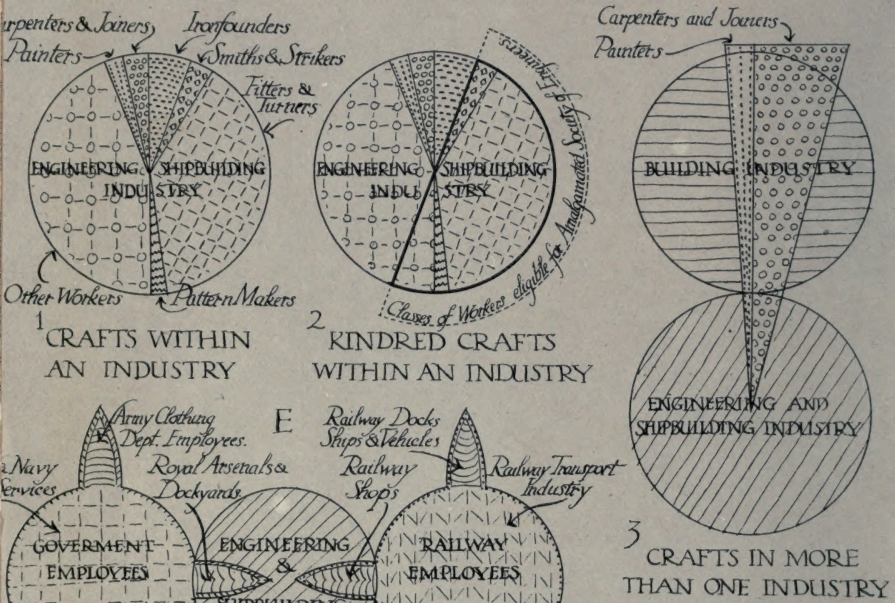 Carpenters & Joiners
Ironfounders
Painters
Smiths & Strikers
Fitters &
Turners
ENGINEERING & SHIPBUILDING
INDUSTRY
Other Workers
Pattern Makers
1
CRAFTS WITHIN
AN INDUSTRY
ENGINEERING SHIPBUILDING
INDUSTRY
Classes of Workers eligible for Amalgamated Society of Engineers
2
KINDRED CRAFTS
WITHIN AN INDUSTRY
Carpenters and Joiners
Painters
BUILDING INDUSTRY
ENGINEERING AND
SHIPBUILDING INDUSTRY
3
CRAFTS IN MORE
THAN ONE INDUSTRY
E
Army Clothing
Dept. Employees.
Navy
Services
Royal Arsenals &
Dockyards
Railway Docks
Ships & Vehicles
Railway
Shops
Railway Transport
Industry
GOVERMENT
EMPLOYEES
ENGINEERING
&
SHIPBUILDING
RAILWAY
EMPLOYEES